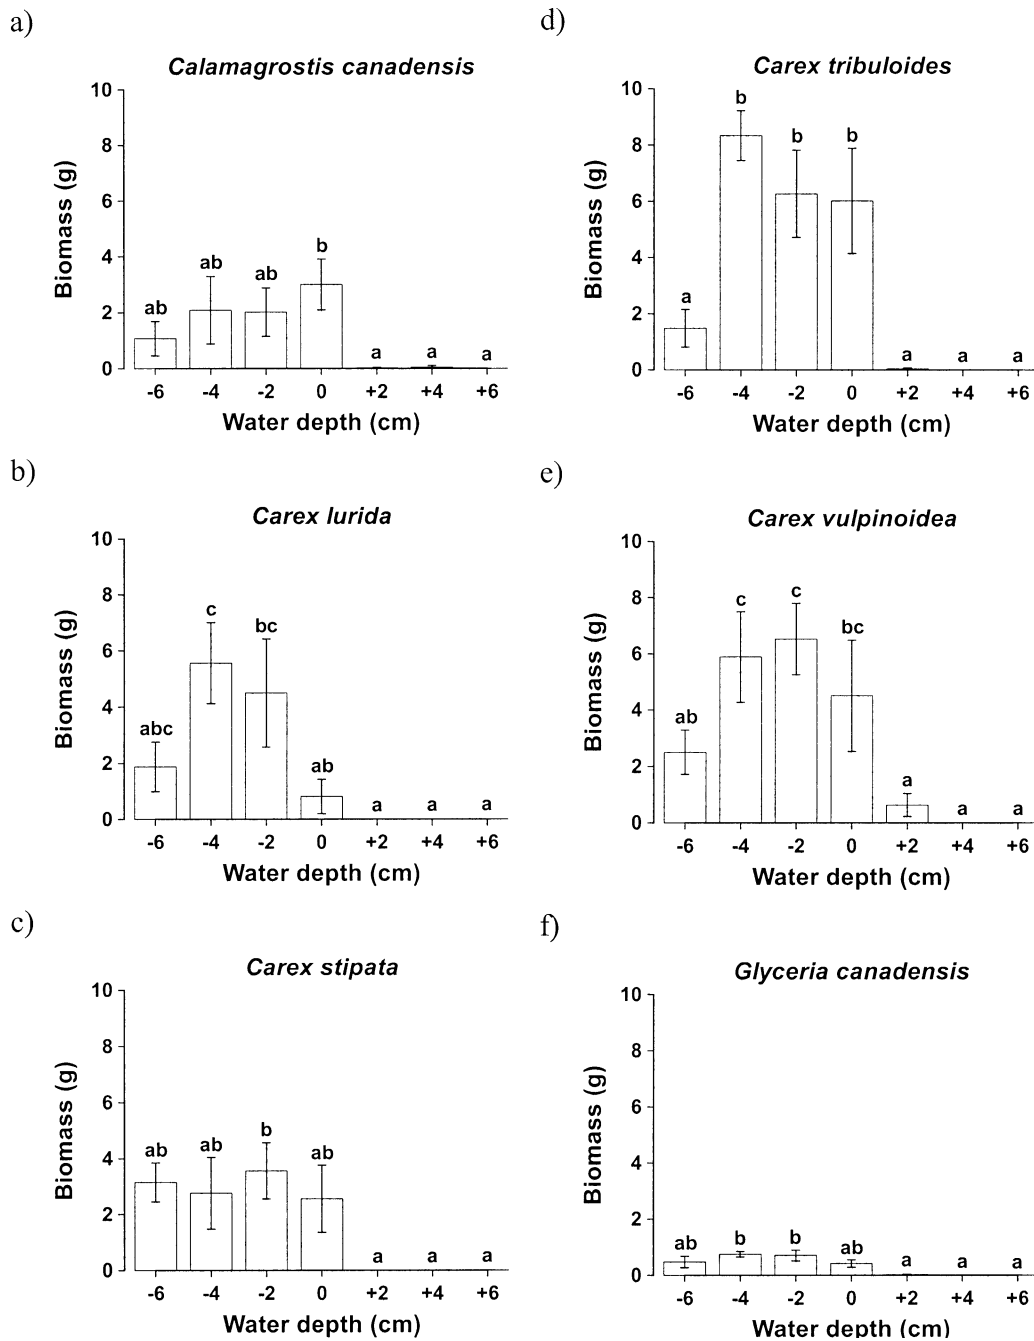 a)
Calamagrostis canadensis
10
8
6
4
2
0
Biomass (g)
ab
ab
ab
b
a
a
a
-6 -4 -2 0 +2 +4 +6
Water depth (cm)
b)
Carex lurida
10
8
6
4
2
0
Biomass (g)
abc
c
bc
ab
a
a
a
-6 -4 -2 0 +2 +4 +6
Water depth (cm)
c)
Carex stipata
10
8
6
4
2
0
Biomass (g)
ab
ab
b
ab
a
a
a
-6 -4 -2 0 +2 +4 +6
Water depth (cm)
d)
Carex tribuloides
10
8
6
4
2
0
Biomass (g)
a
b
b
b
a
a
a
-6 -4 -2 0 +2 +4 +6
Water depth (cm)
e)
Carex vulpinoidea
10
8
6
4
2
0
Biomass (g)
ab
c
c
bc
a
a
a
-6 -4 -2 0 +2 +4 +6
Water depth (cm)
f)
Glyceria canadensis
10
8
6
4
2
0
Biomass (g)
ab
b
b
ab
a
a
a
-6 -4 -2 0 +2 +4 +6
Water depth (cm)